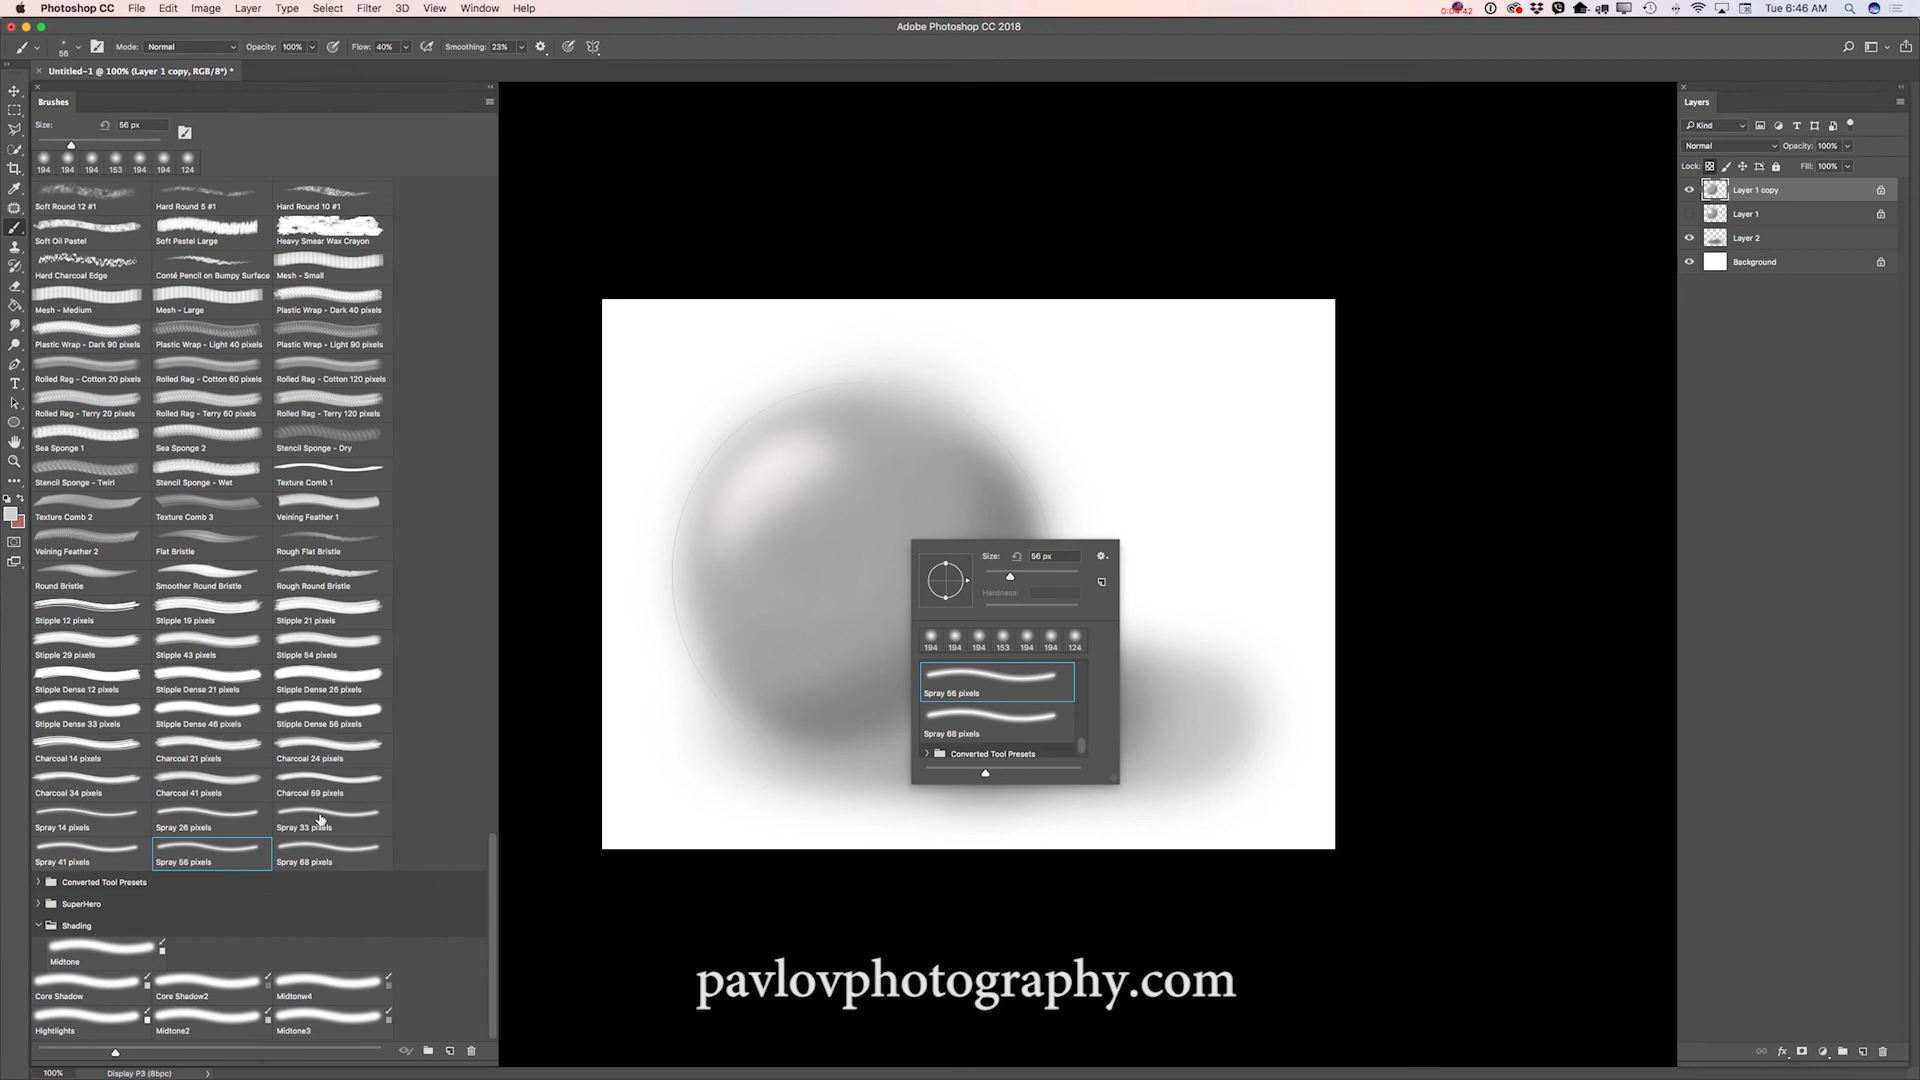 Photoshop CC File Edit Image Layer Type Select Filter 3D View Window Help
0:04:42 Tue 6:46 AM
Adobe Photoshop CC 2018
56 Mode: Normal Opacity: 100% Flow: 40% Smoothing: 23%
Untitled-1 @ 100% (Layer 1 copy, RGB/8*) *
Brushes
Size: 56 px
194 194 194 153 194 194 124
Soft Round 12 #1 Hard Round 5 #1 Hard Round 10 #1
Soft Oil Pastel Soft Pastel Large Heavy Smear Wax Crayon
Hard Charcoal Edge Conté Pencil on Bumpy Surface Mesh - Small
Mesh - Medium Mesh - Large Plastic Wrap - Dark 40 pixels
Plastic Wrap - Dark 90 pixels Plastic Wrap - Light 40 pixels Plastic Wrap - Light 90 pixels
Rolled Rag - Cotton 20 pixels Rolled Rag - Cotton 60 pixels Rolled Rag - Cotton 120 pixels
Rolled Rag - Terry 20 pixels Rolled Rag - Terry 60 pixels Rolled Rag - Terry 120 pixels
Sea Sponge 1 Sea Sponge 2 Stencil Sponge - Dry
Stencil Sponge - Twirl Stencil Sponge - Wet Texture Comb 1
Texture Comb 2 Texture Comb 3 Veining Feather 1
Veining Feather 2 Flat Bristle Rough Flat Bristle
Round Bristle Smoother Round Bristle Rough Round Bristle
Stipple 12 pixels Stipple 19 pixels Stipple 21 pixels
Stipple 29 pixels Stipple 43 pixels Stipple 54 pixels
Stipple Dense 12 pixels Stipple Dense 21 pixels Stipple Dense 26 pixels
Stipple Dense 33 pixels Stipple Dense 46 pixels Stipple Dense 56 pixels
Charcoal 14 pixels Charcoal 21 pixels Charcoal 24 pixels
Charcoal 34 pixels Charcoal 41 pixels Charcoal 59 pixels
Spray 14 pixels Spray 26 pixels Spray 33 pixels
Spray 41 pixels Spray 56 pixels Spray 68 pixels
Converted Tool Presets
SuperHero
Shading
Midtone
Core Shadow Core Shadow2 Midtonw4
Hightlights Midtone2 Midtone3
100% Display P3 (8bpc)
Size: 56 px
Hardness:
194 194 194 153 194 194 124
Spray 56 pixels
Spray 68 pixels
Converted Tool Presets
pavlovphotography.com
Layers
Kind
Normal Opacity: 100%
Lock: Fill: 100%
Layer 1 copy
Layer 1
Layer 2
Background